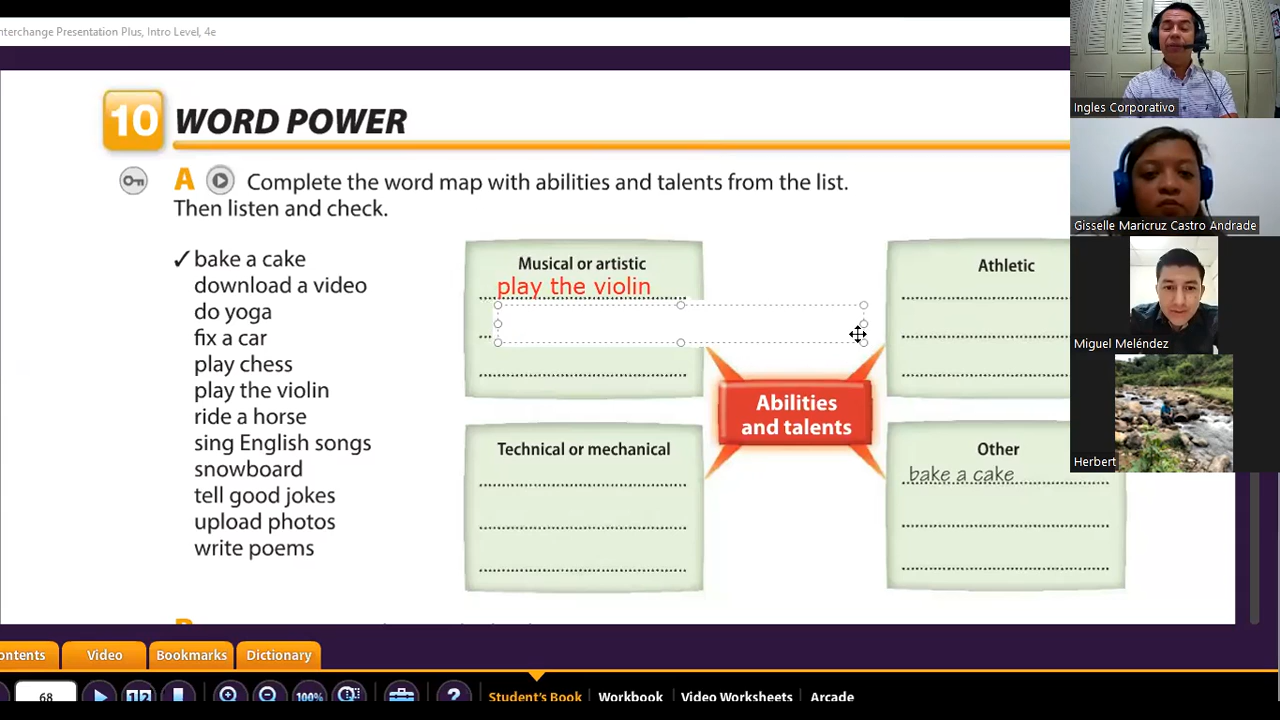 nterchange Presentation Plus, Intro Level, 4e
10 WORD POWER
A Complete the word map with abilities and talents from the list.
Then listen and check.
✓ bake a cake
download a video
do yoga
fix a car
play chess
play the violin
ride a horse
sing English songs
snowboard
tell good jokes
upload photos
write poems
Musical or artistic
play the violin
Athletic
Abilities
and talents
Technical or mechanical
Other
bake a cake
Ingles Corporativo
Gisselle Maricruz Castro Andrade
Miguel Meléndez
Herbert
ontents Video Bookmarks Dictionary
68 100% ? Student's Book Workbook Video Worksheets Arcade